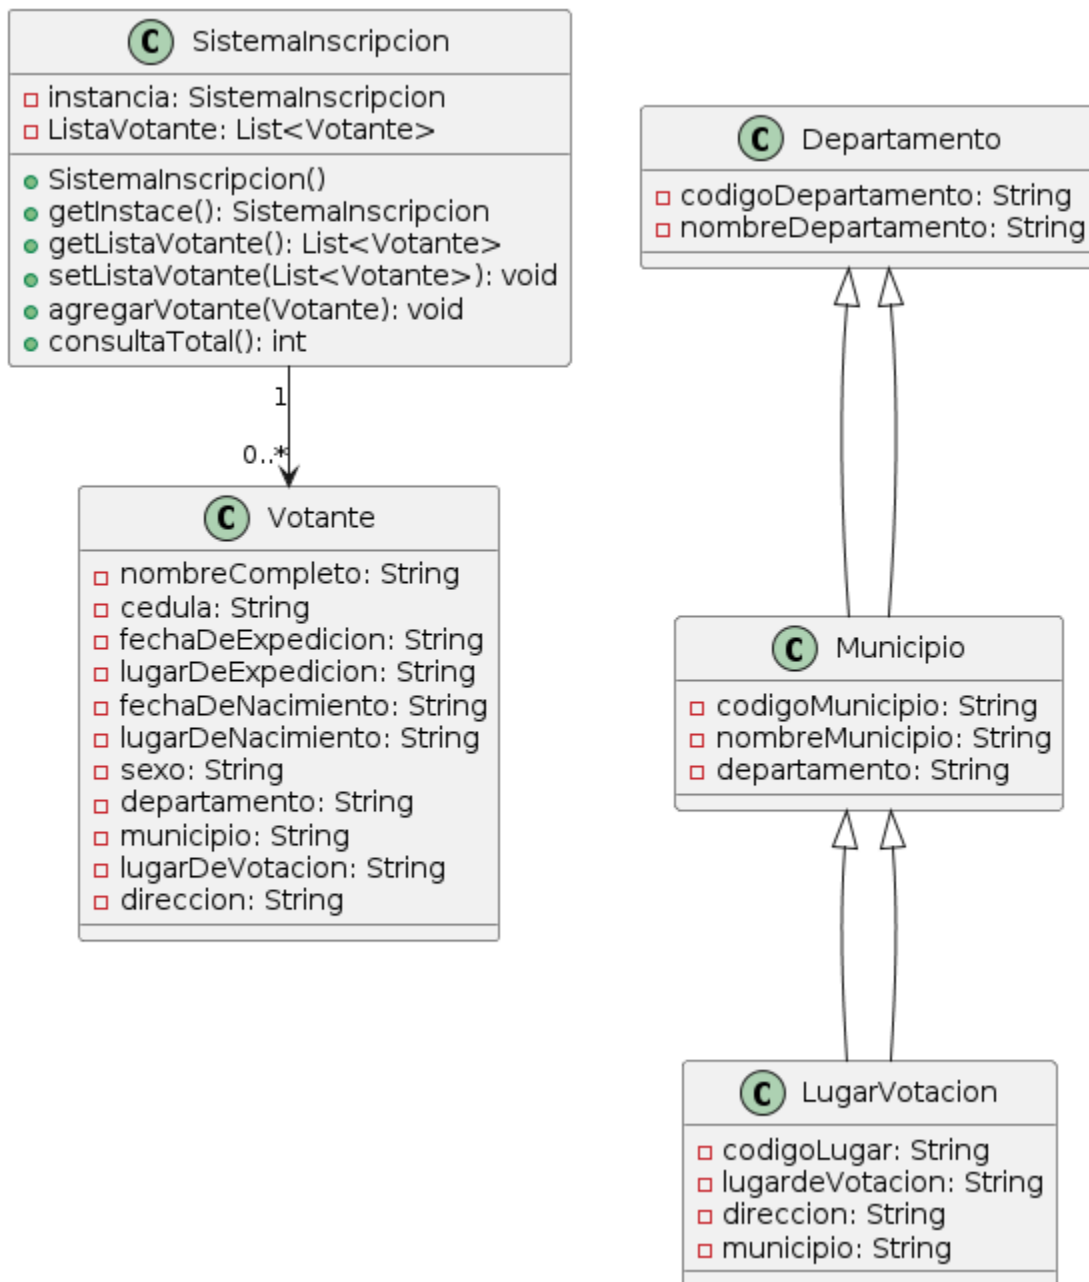 C SistemaInscripcion
instancia: SistemaInscripcion
ListaVotante: List<Votante>
SistemaInscripcion()
getInstace(): SistemaInscripcion
getListaVotante(): List<Votante>
setListaVotante(List<Votante>): void
agregarVotante(Votante): void
consultaTotal(): int
1
0..*
C Votante
nombreCompleto: String
cedula: String
fechaDeExpedicion: String
lugarDeExpedicion: String
fechaDeNacimiento: String
lugarDeNacimiento: String
sexo: String
departamento: String
municipio: String
lugarDeVotacion: String
direccion: String
C Departamento
codigoDepartamento: String
nombreDepartamento: String
C Municipio
codigoMunicipio: String
nombreMunicipio: String
departamento: String
C LugarVotacion
codigoLugar: String
lugardeVotacion: String
direccion: String
municipio: String